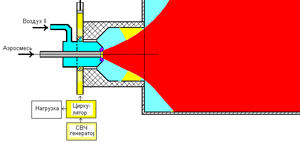 Воздух II
Аэросмесь
Нагрузка
Цирку-
лятор
СВЧ
генератор